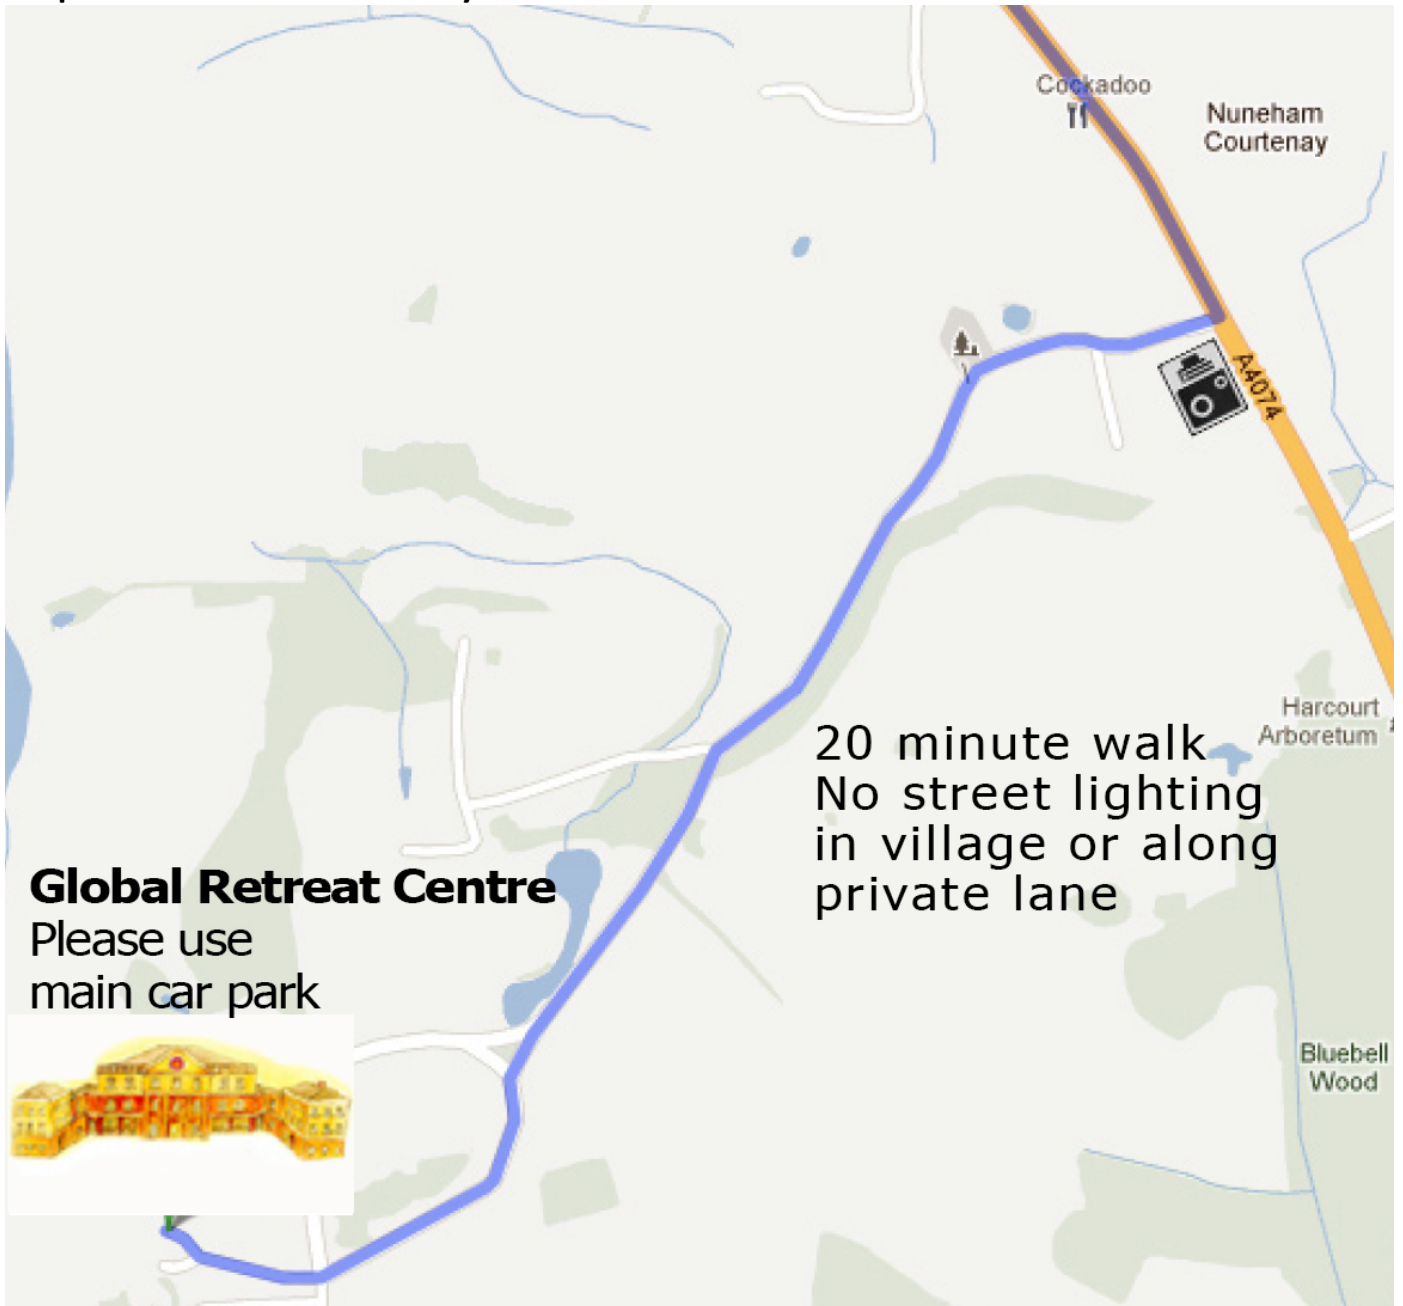 Cockadoo
Nuneham
Courtenay
A4074
Harcourt
Arboretum
20 minute walk
No street lighting
in village or along
private lane
Global Retreat Centre
Please use
main car park
Bluebell
Wood